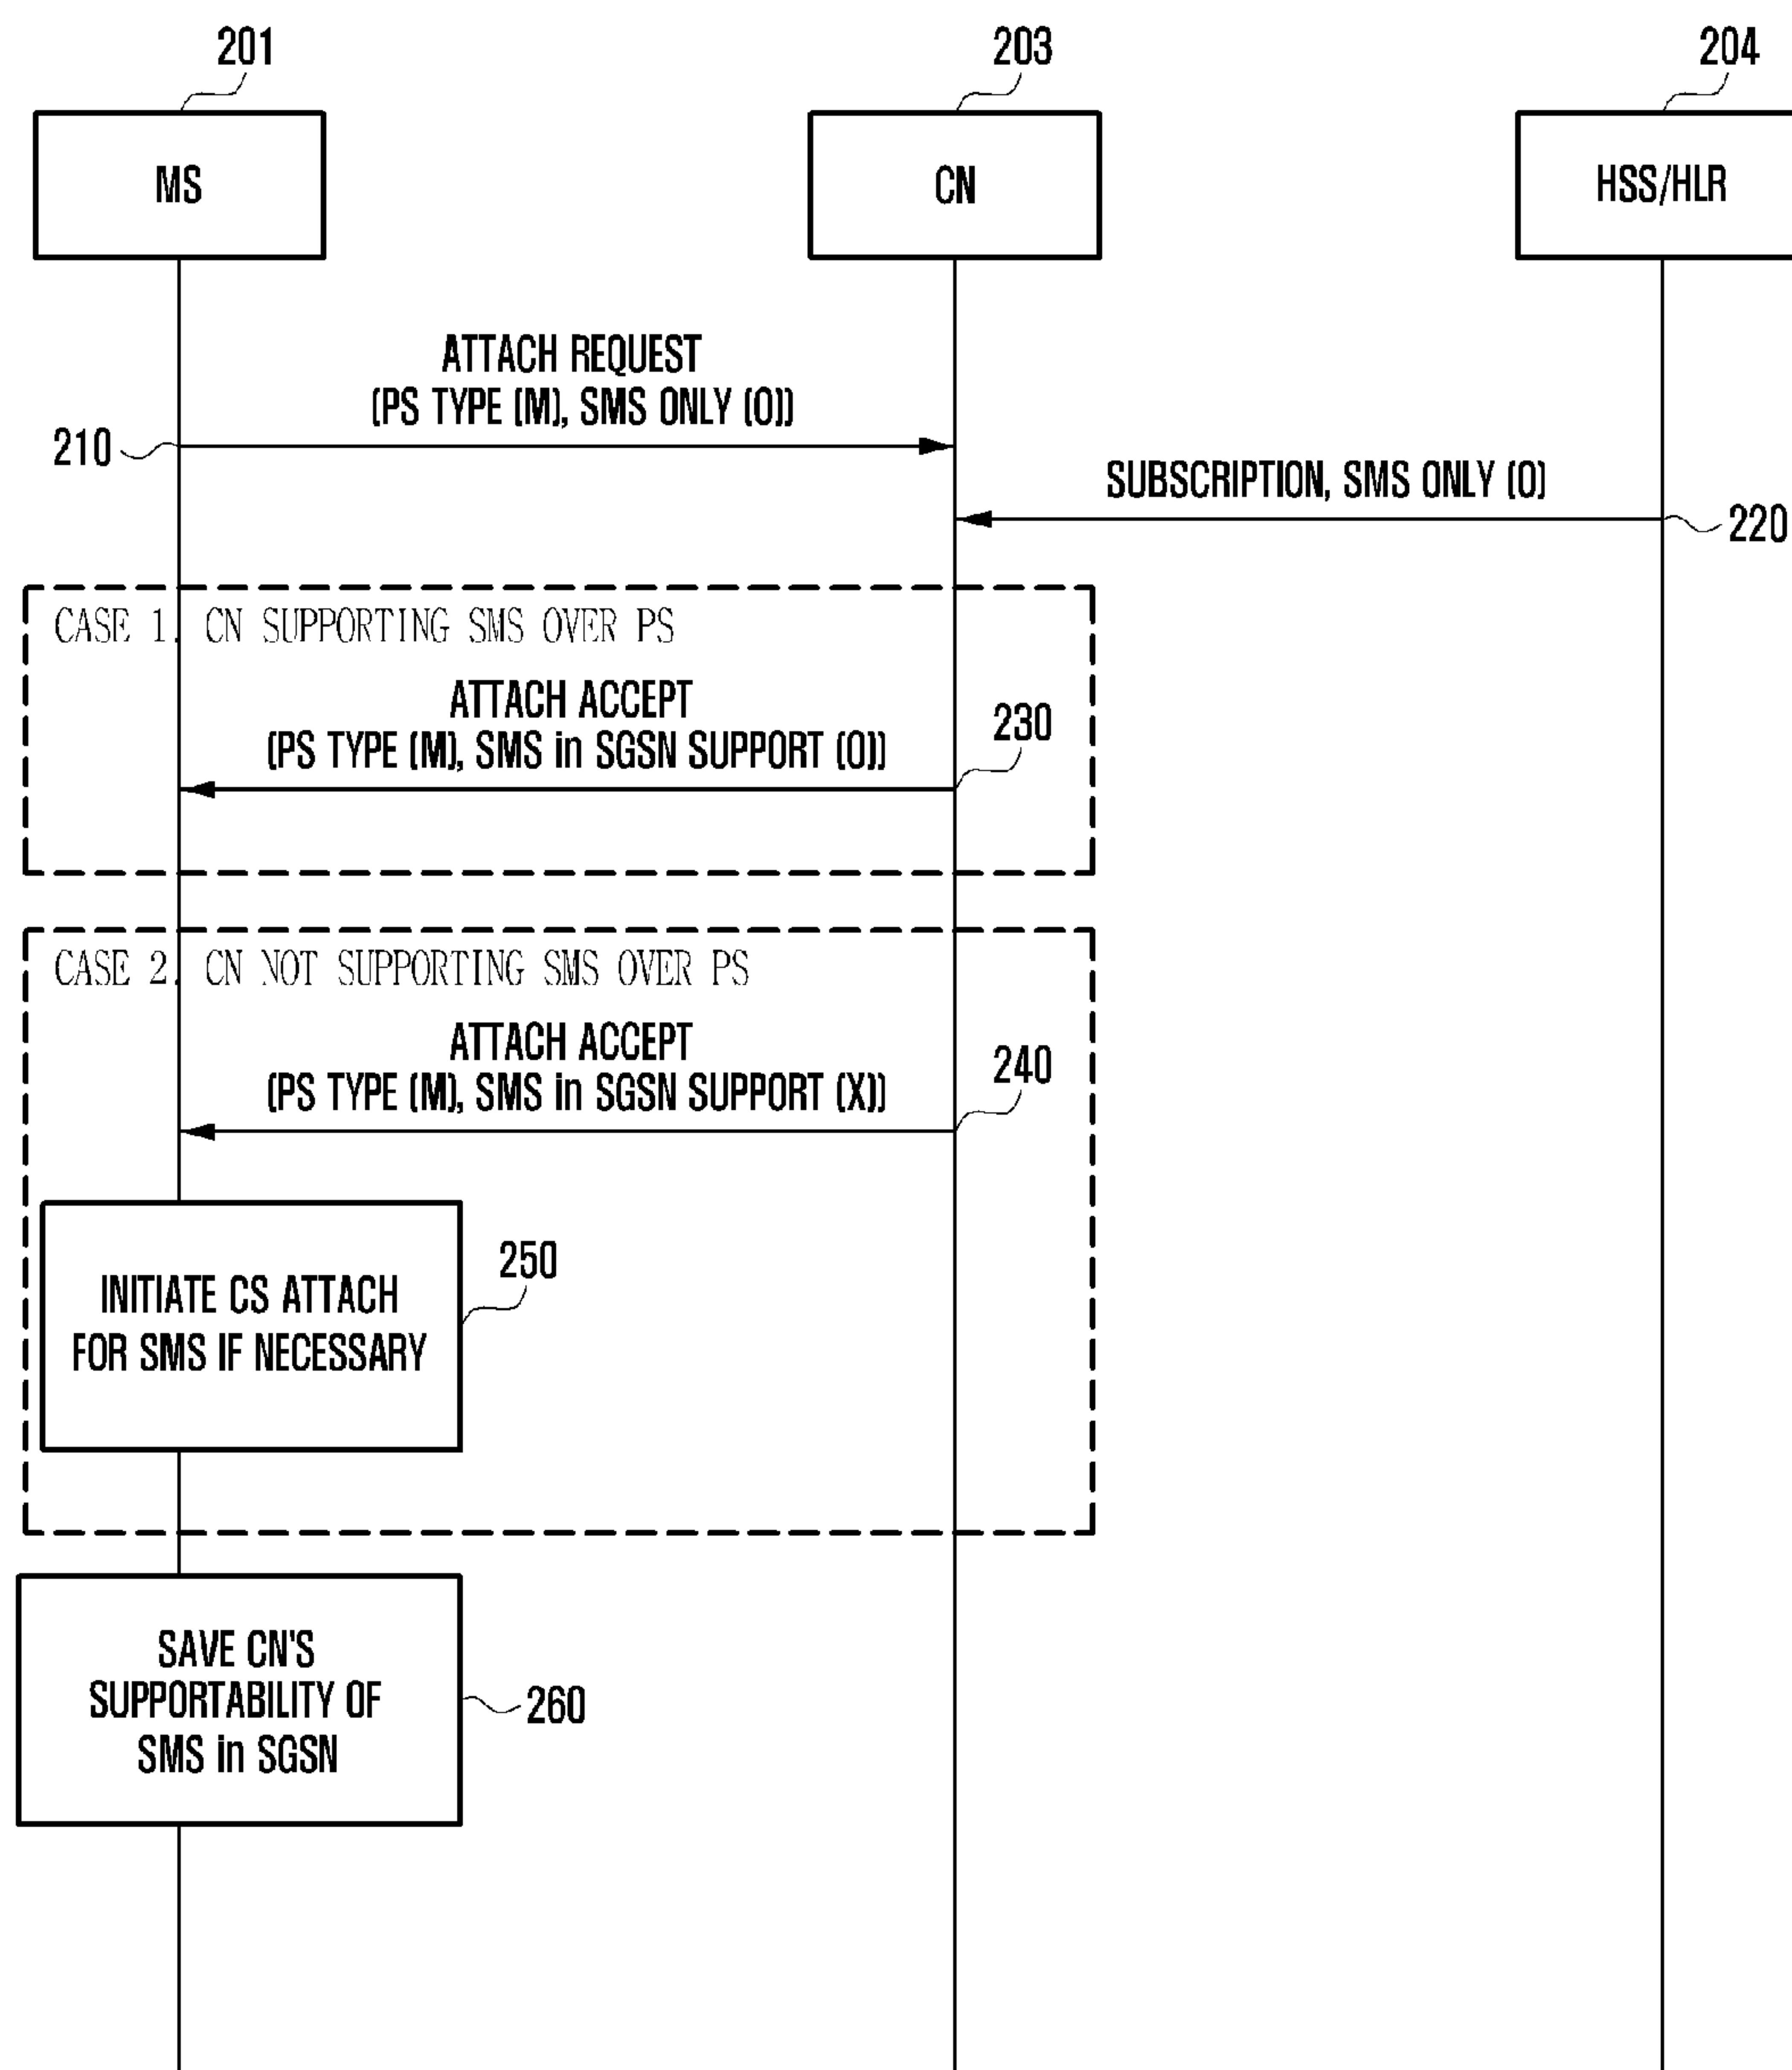 201
203
204
MS
CN
HSS/HLR
ATTACH REQUEST
(PS TYPE (M), SMS ONLY (O))
210
SUBSCRIPTION, SMS ONLY (O)
220
CASE 1. CN SUPPORTING SMS OVER PS
ATTACH ACCEPT
(PS TYPE (M), SMS in SGSN SUPPORT (O))
230
CASE 2. CN NOT SUPPORTING SMS OVER PS
ATTACH ACCEPT
(PS TYPE (M), SMS in SGSN SUPPORT (X))
240
INITIATE CS ATTACH
FOR SMS IF NECESSARY
250
SAVE CN'S
SUPPORTABILITY OF
SMS in SGSN
260